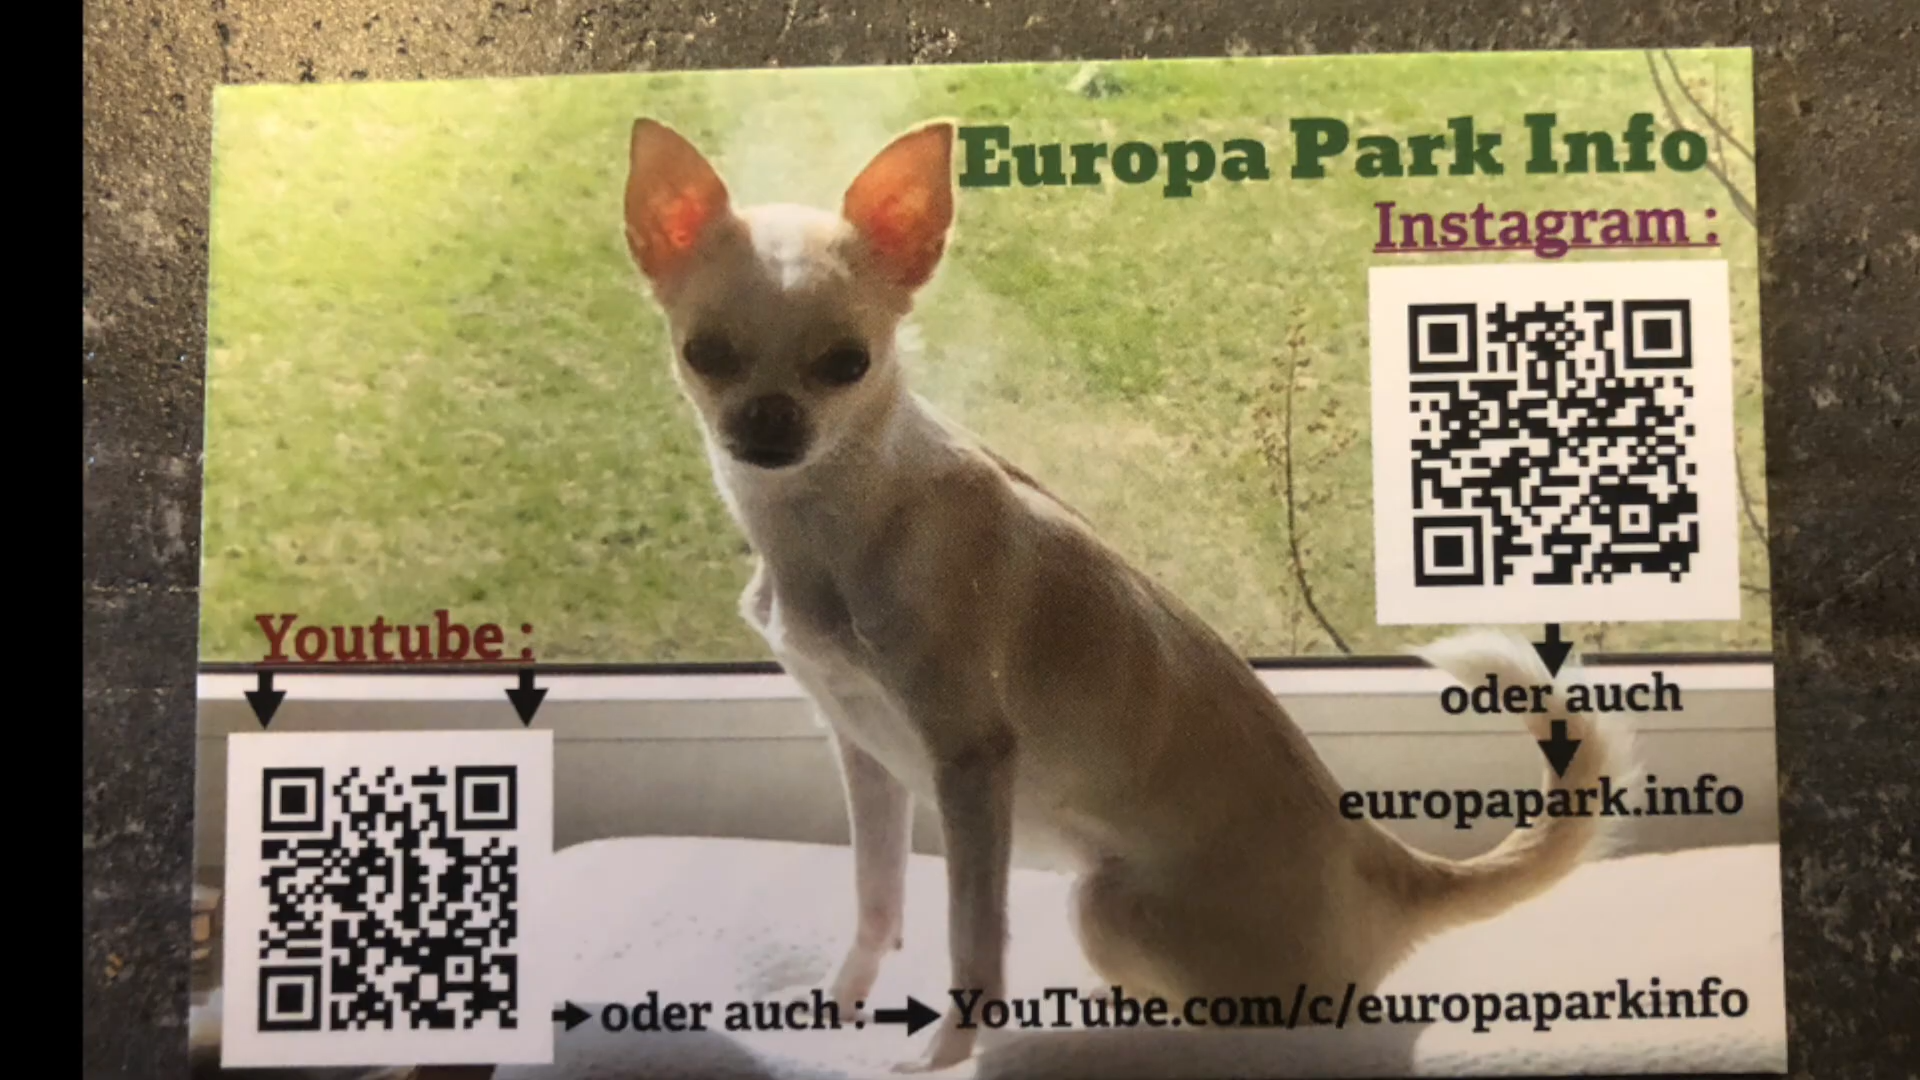 Europa Park Info
Instagram :
oder auch
europapark.info
Youtube :
oder auch : YouTube.com/c/europaparkinfo